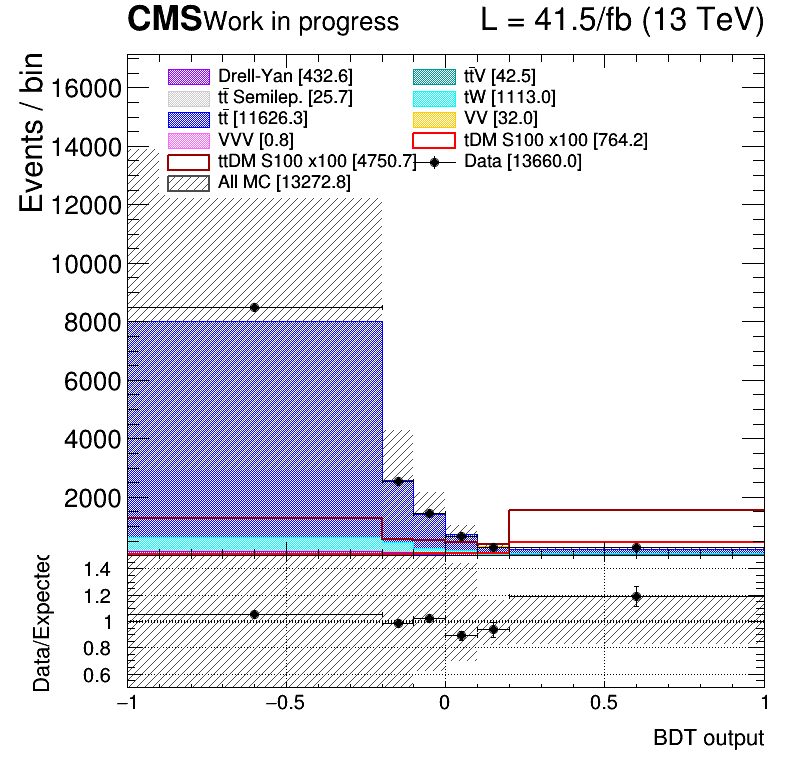 CMS Work in progress L = 41.5/fb (13 TeV)
Events / bin
16000
14000
12000
10000
8000
6000
4000
2000
Drell-Yan [432.6] tt̄V [42.5]
tt̄ Semilep. [25.7] tW [1113.0]
tt̄ [11626.3] VV [32.0]
VVV [0.8] tDM S100 x100 [764.2]
ttDM S100 x100 [4750.7] Data [13660.0]
All MC [13272.8]
Data/Expected
1.4
1.2
1
0.8
0.6
−1 −0.5 0 0.5 1
BDT output